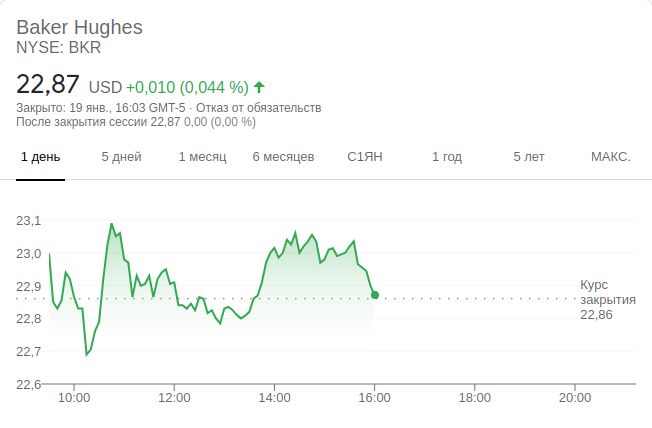 Baker Hughes
NYSE: BKR
22,87 USD +0,010 (0,044 %)
Закрыто: 19 янв., 16:03 GMT-5 · Отказ от обязательств
После закрытия сессии 22,87 0,00 (0,00 %)
1 день 5 дней 1 месяц 6 месяцев С1ЯН 1 год 5 лет МАКС.
23,1
23,0
22,9
22,8
22,7
22,6
Курс
закрытия
22,86
10:00 12:00 14:00 16:00 18:00 20:00